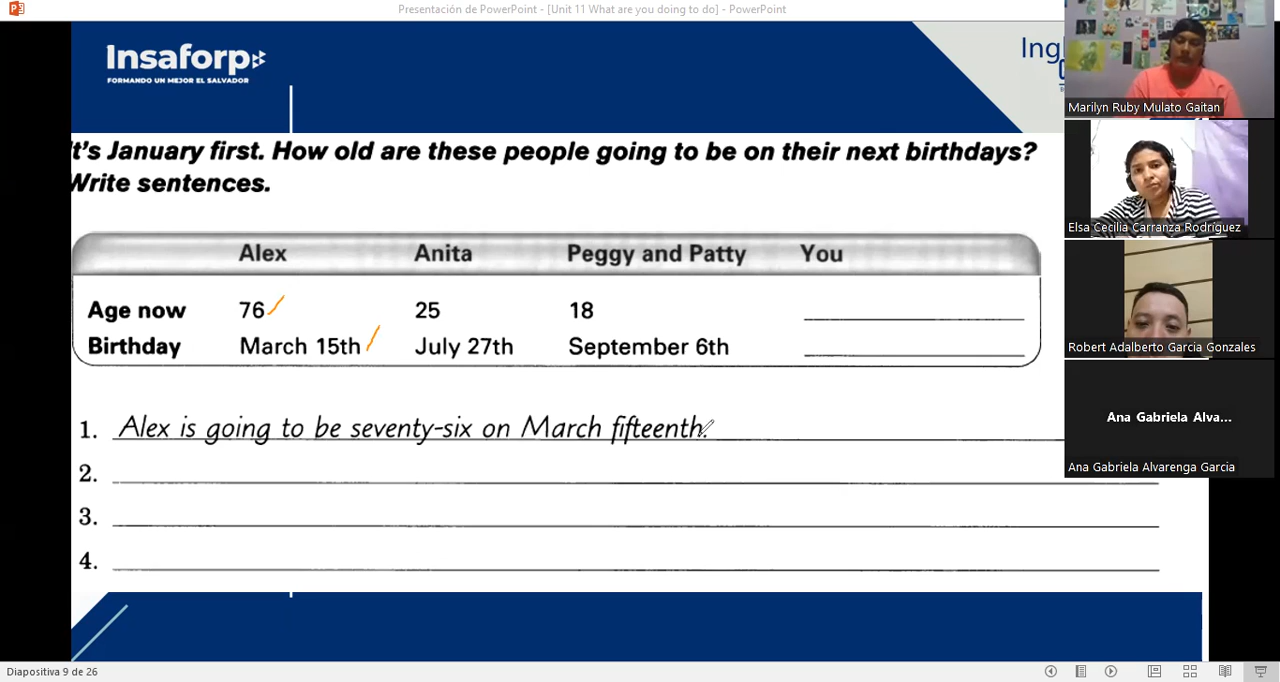 Presentación de PowerPoint - [Unit 11 What are you doing to do] - PowerPoint
Insaforp
FORMANDO UN MEJOR EL SALVADOR
Marilyn Ruby Mulato Gaitan
It's January first. How old are these people going to be on their next birthdays?
Write sentences.
Elsa Cecilia Carranza Rodríguez
Alex Anita Peggy and Patty You
Age now 76 25 18
Birthday March 15th July 27th September 6th
Robert Adalberto Garcia Gonzales
1. Alex is going to be seventy-six on March fifteenth.
2.
3.
4.
Ana Gabriela Alva...
Ana Gabriela Alvarenga Garcia
Diapositiva 9 de 26